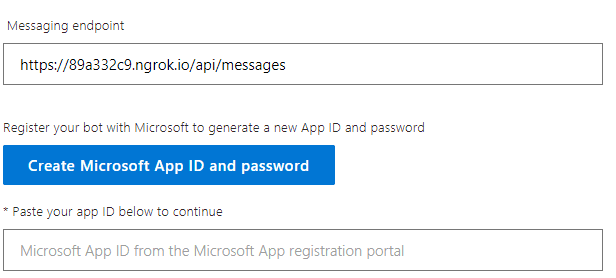 Messaging endpoint
https://89a332c9.ngrok.io/api/messages
Register your bot with Microsoft to generate a new App ID and password
Create Microsoft App ID and password
* Paste your app ID below to continue
Microsoft App ID from the Microsoft App registration portal